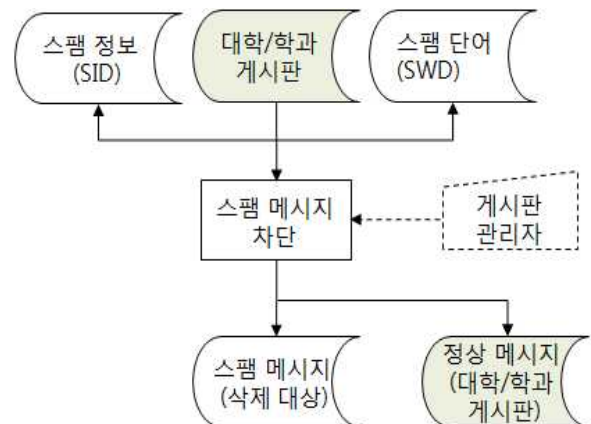 스팸 정보
(SID)
대학/학과
게시판
스팸 단어
(SWD)
스팸 메시지
차단
게시판
관리자
스팸 메시지
(삭제 대상)
정상 메시지
(대학/학과
게시판)